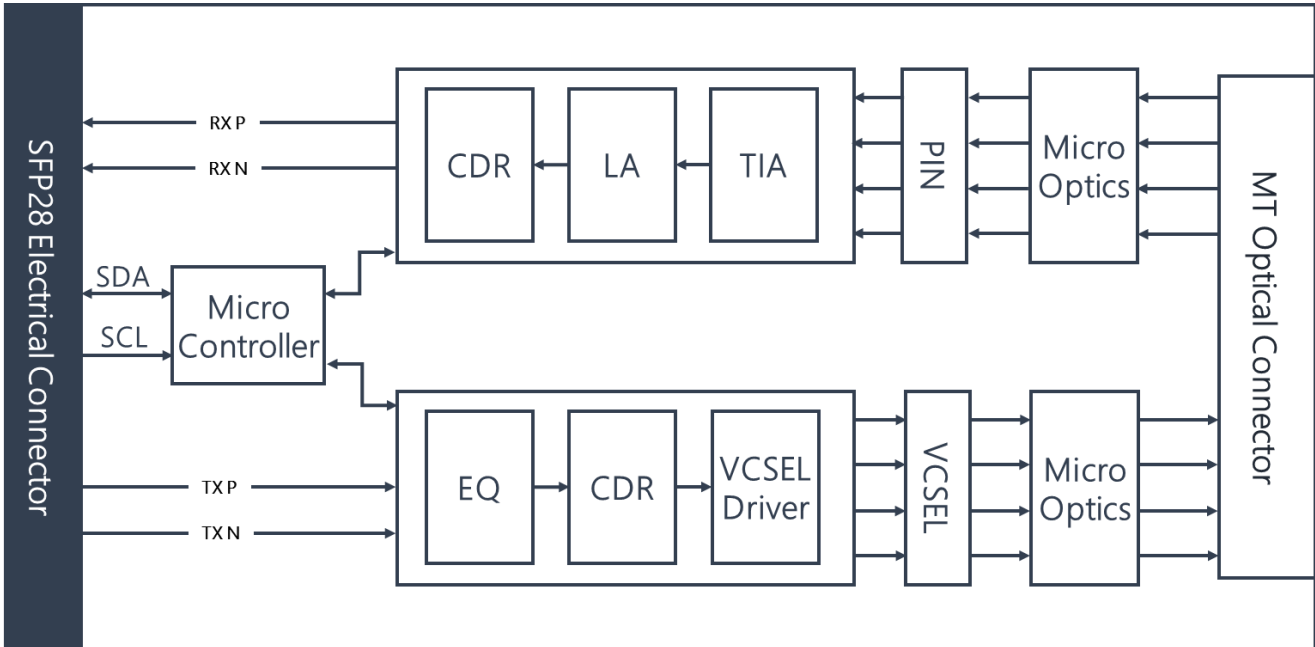 SFP28 Electrical Connector
RX P
RX N
CDR
LA
TIA
PIN
Micro
Optics
MT Optical Connector
SDA
SCL
Micro
Controller
TX P
TX N
EQ
CDR
VCSEL
Driver
VCSEL
Micro
Optics